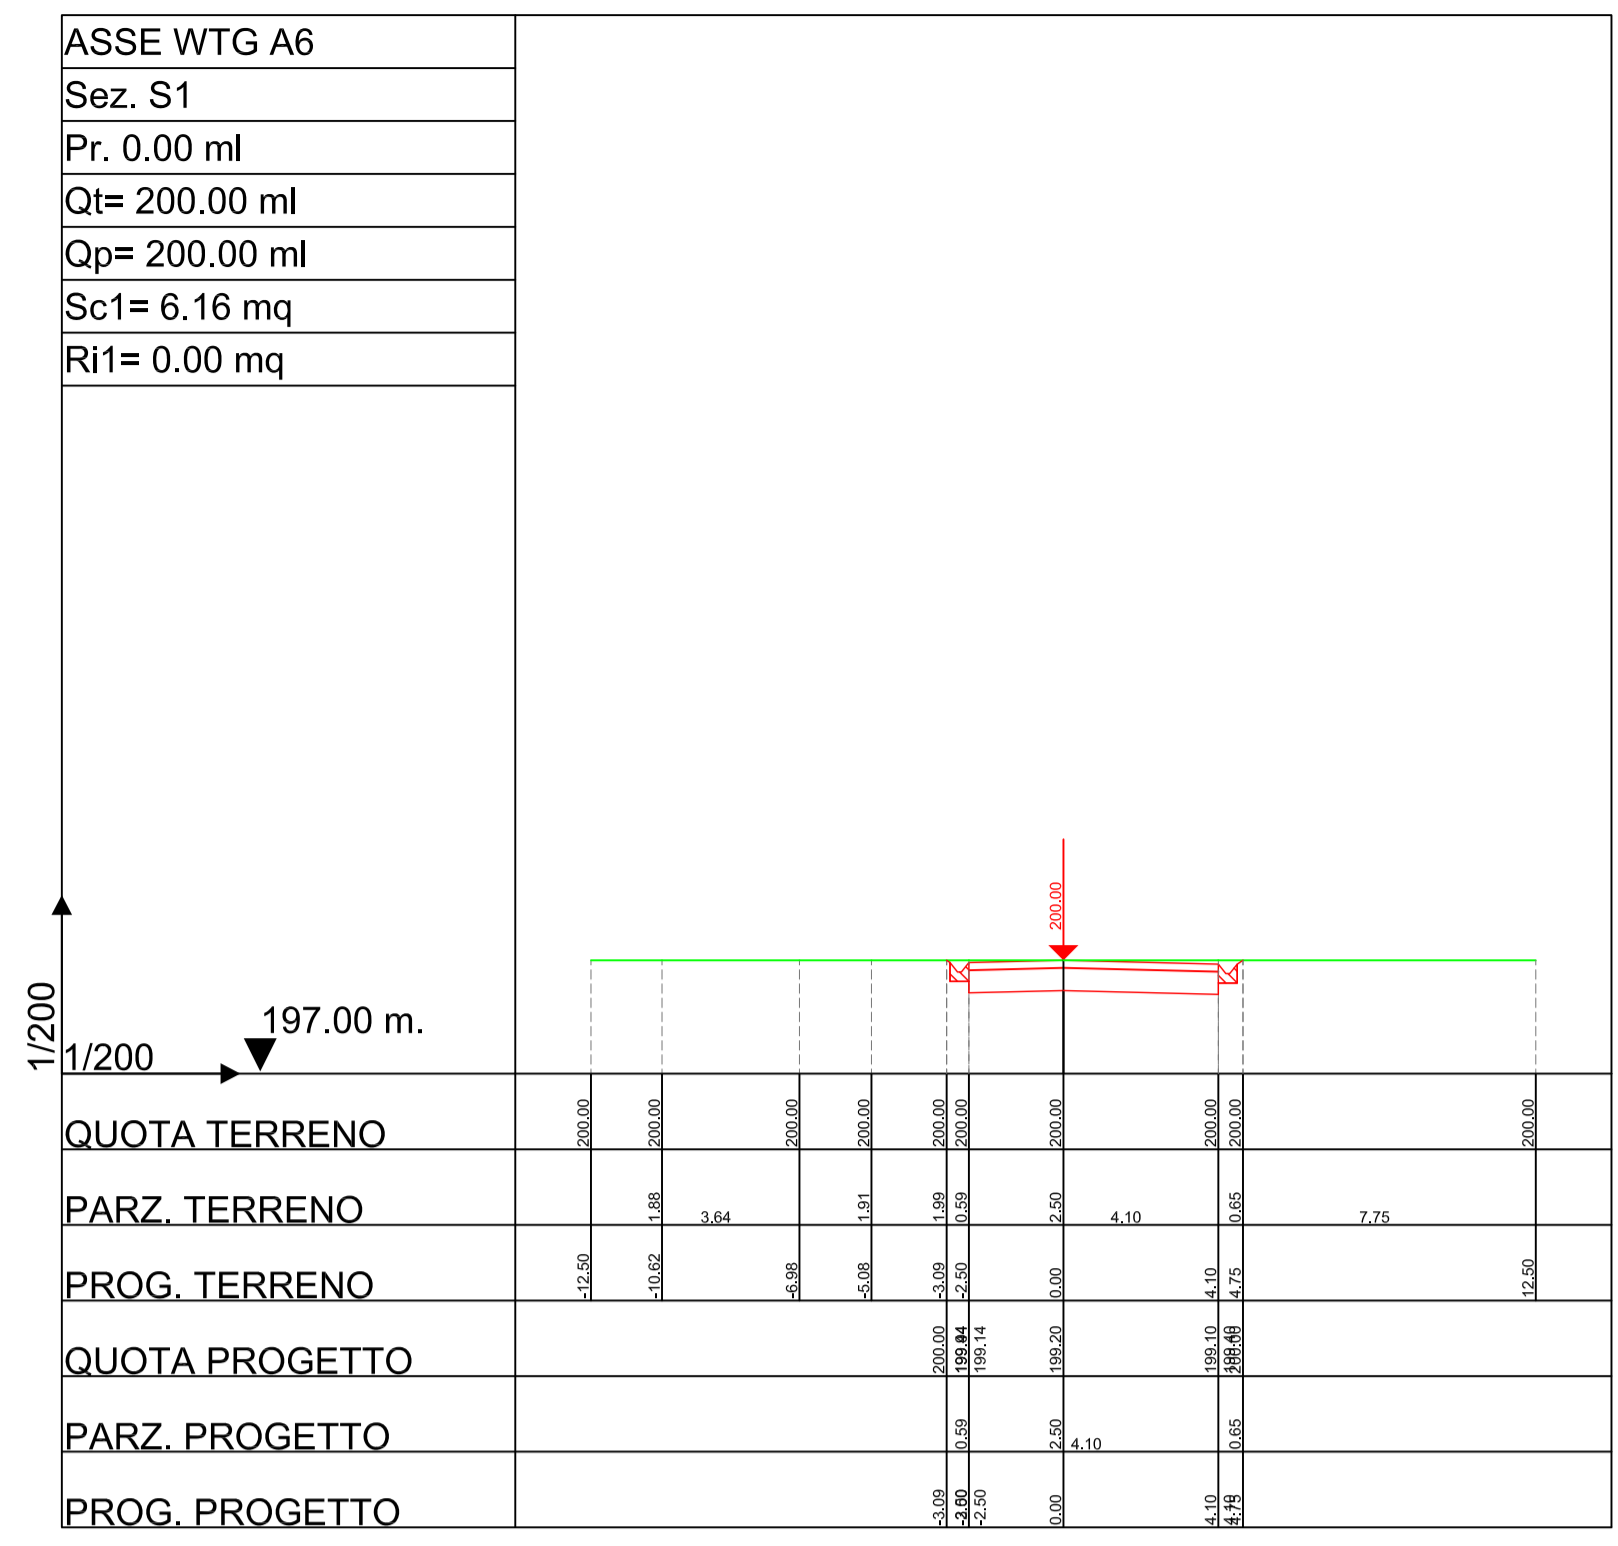 ASSE WTG A6
Sez. S1
Pr. 0.00 ml
Qt= 200.00 ml
Qp= 200.00 ml
Sc1= 6.16 mq
Ri1= 0.00 mq
200.00
1/200
197.00 m.
1/200
QUOTA TERRENO 200.00 200.00 200.00 200.00 200.00 200.00 200.00 200.00 200.00 200.00
PARZ. TERRENO 1.88 3.64 1.91 1.99 0.59 2.50 4.10 0.65 7.75
PROG. TERRENO -12.50 -10.62 -6.98 -5.08 -3.09 -2.50 0.00 4.10 4.75 12.50
QUOTA PROGETTO 200.00 199.14 199.20 199.10
PARZ. PROGETTO 0.59 2.50 4.10 0.65
PROG. PROGETTO -3.09 -2.50 0.00 4.10